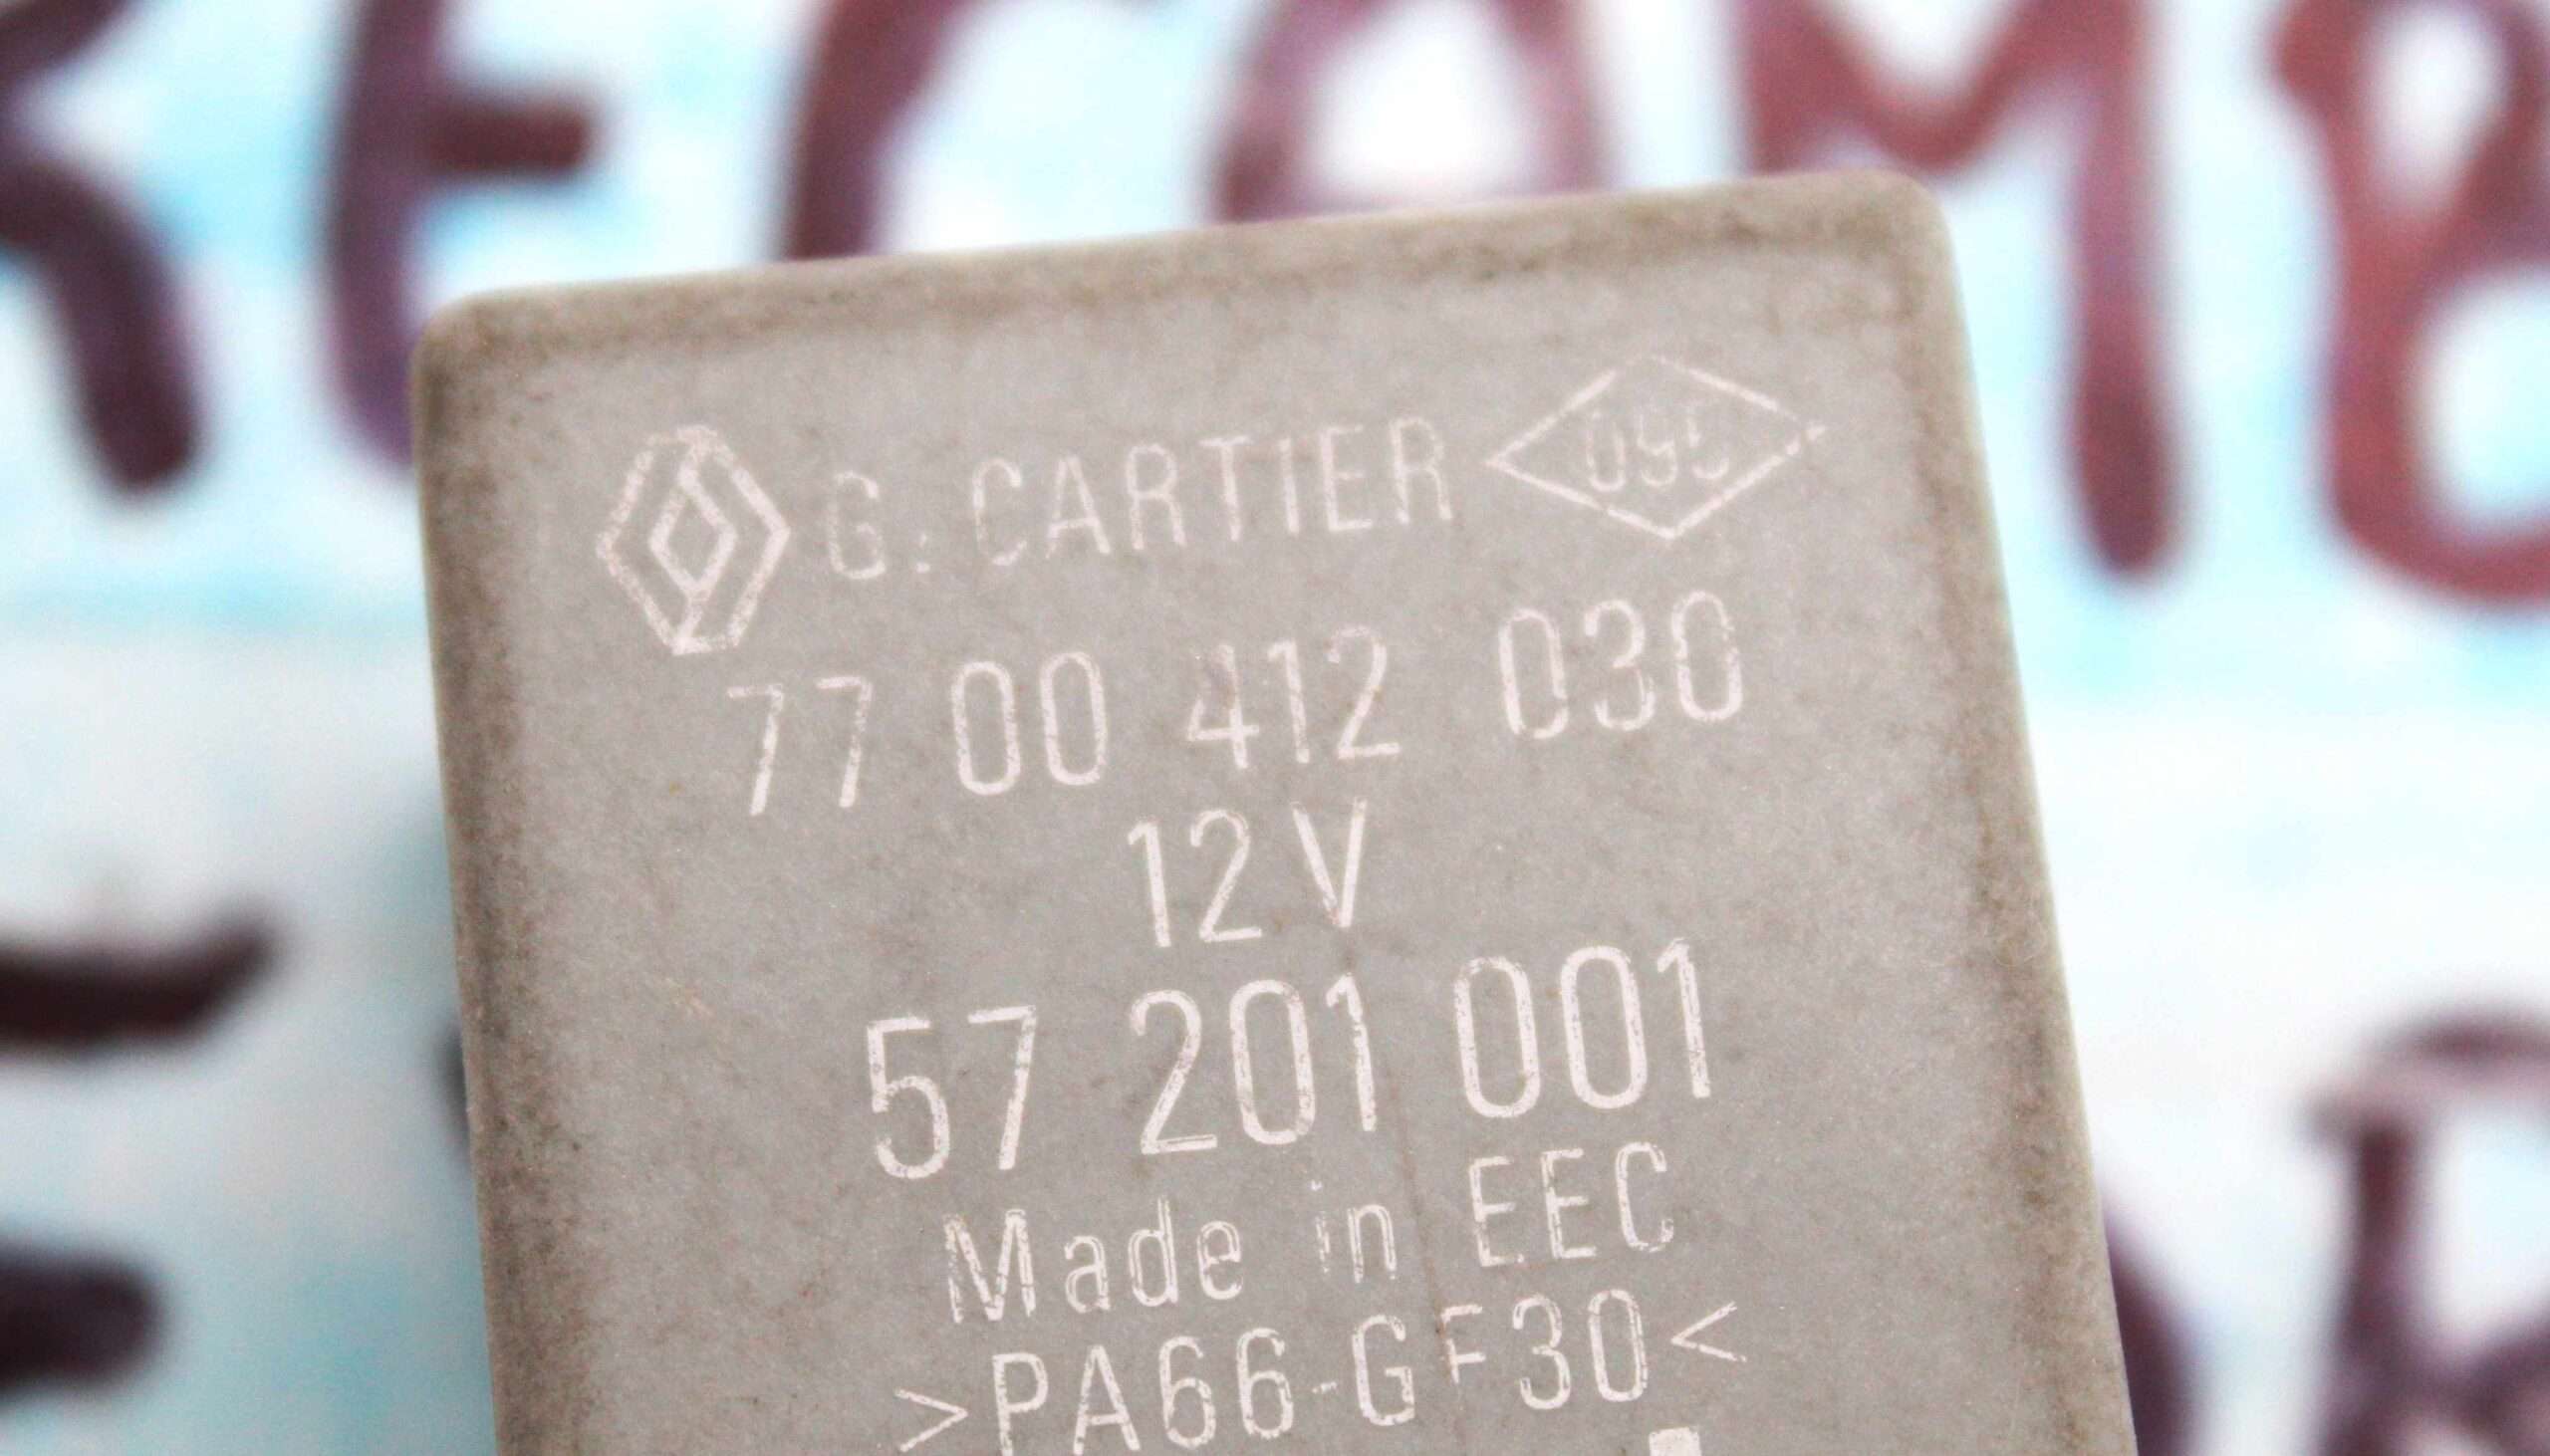 G. CARTIER
77 00 412 030
12 V
57 201 001
Made in EEC
>PA66-GF30<